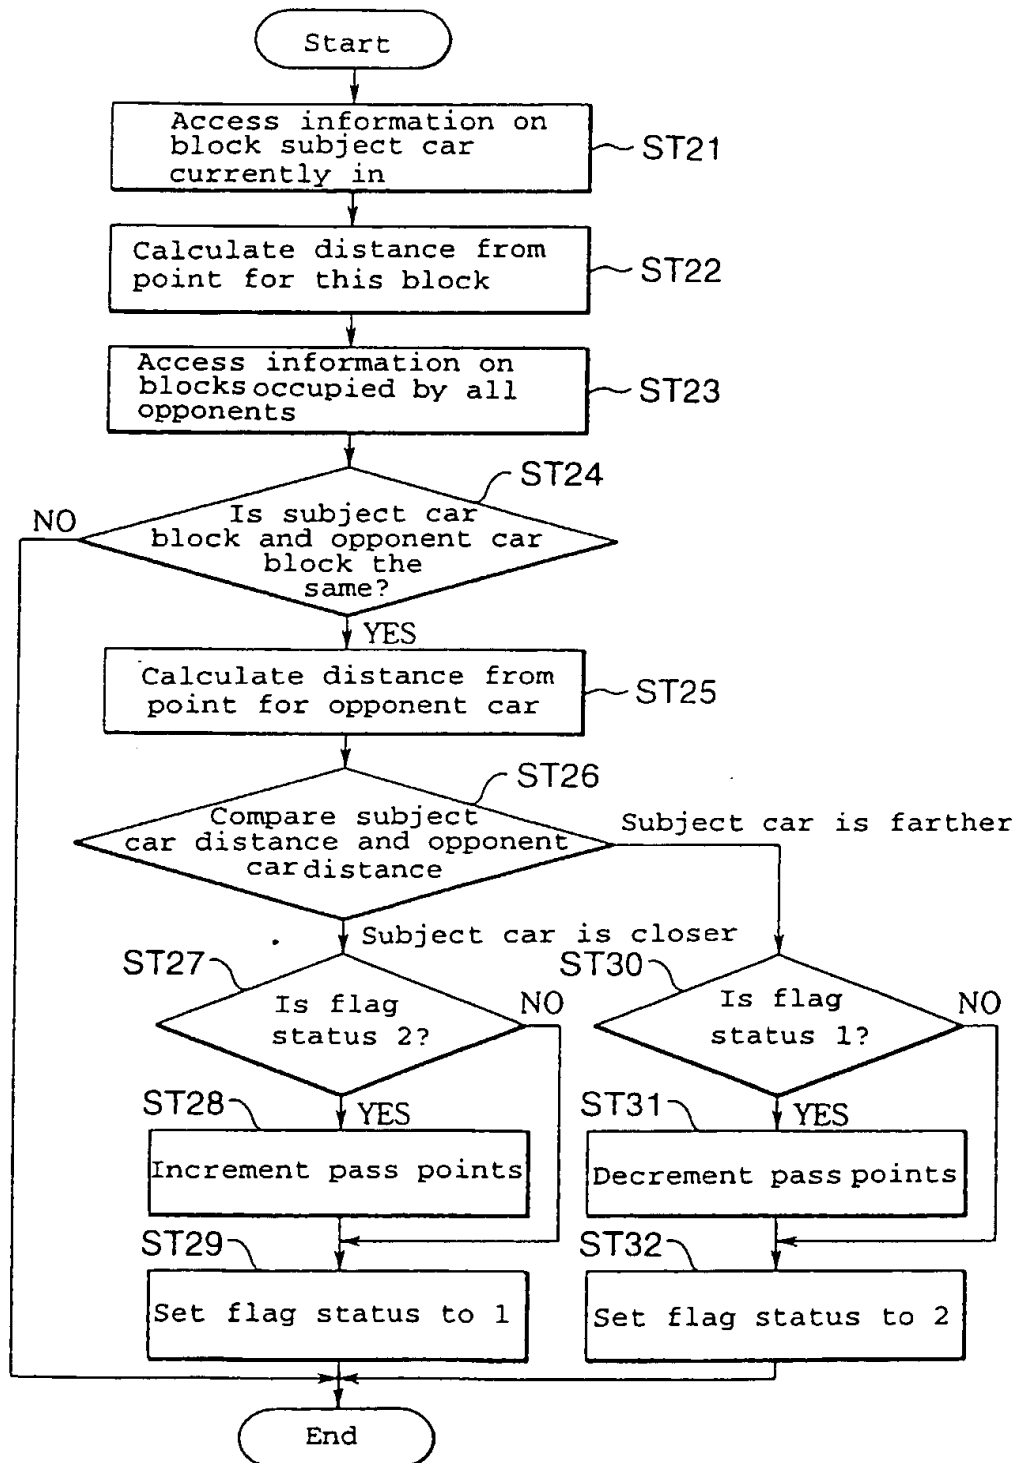 Start
Access information on
block subject car
currently in
ST21
Calculate distance from
point for this block
ST22
Access information on
blocks occupied by all
opponents
ST23
ST24
NO
Is subject car
block and opponent car
block the
same?
YES
Calculate distance from
point for opponent car
ST25
ST26
Compare subject
car distance and opponent
car distance
Subject car is farther
Subject car is closer
ST27
Is flag
status 2?
NO
ST30
Is flag
status 1?
NO
ST28
YES
Increment pass points
ST31
YES
Decrement pass points
ST29
Set flag status to 1
ST32
Set flag status to 2
End